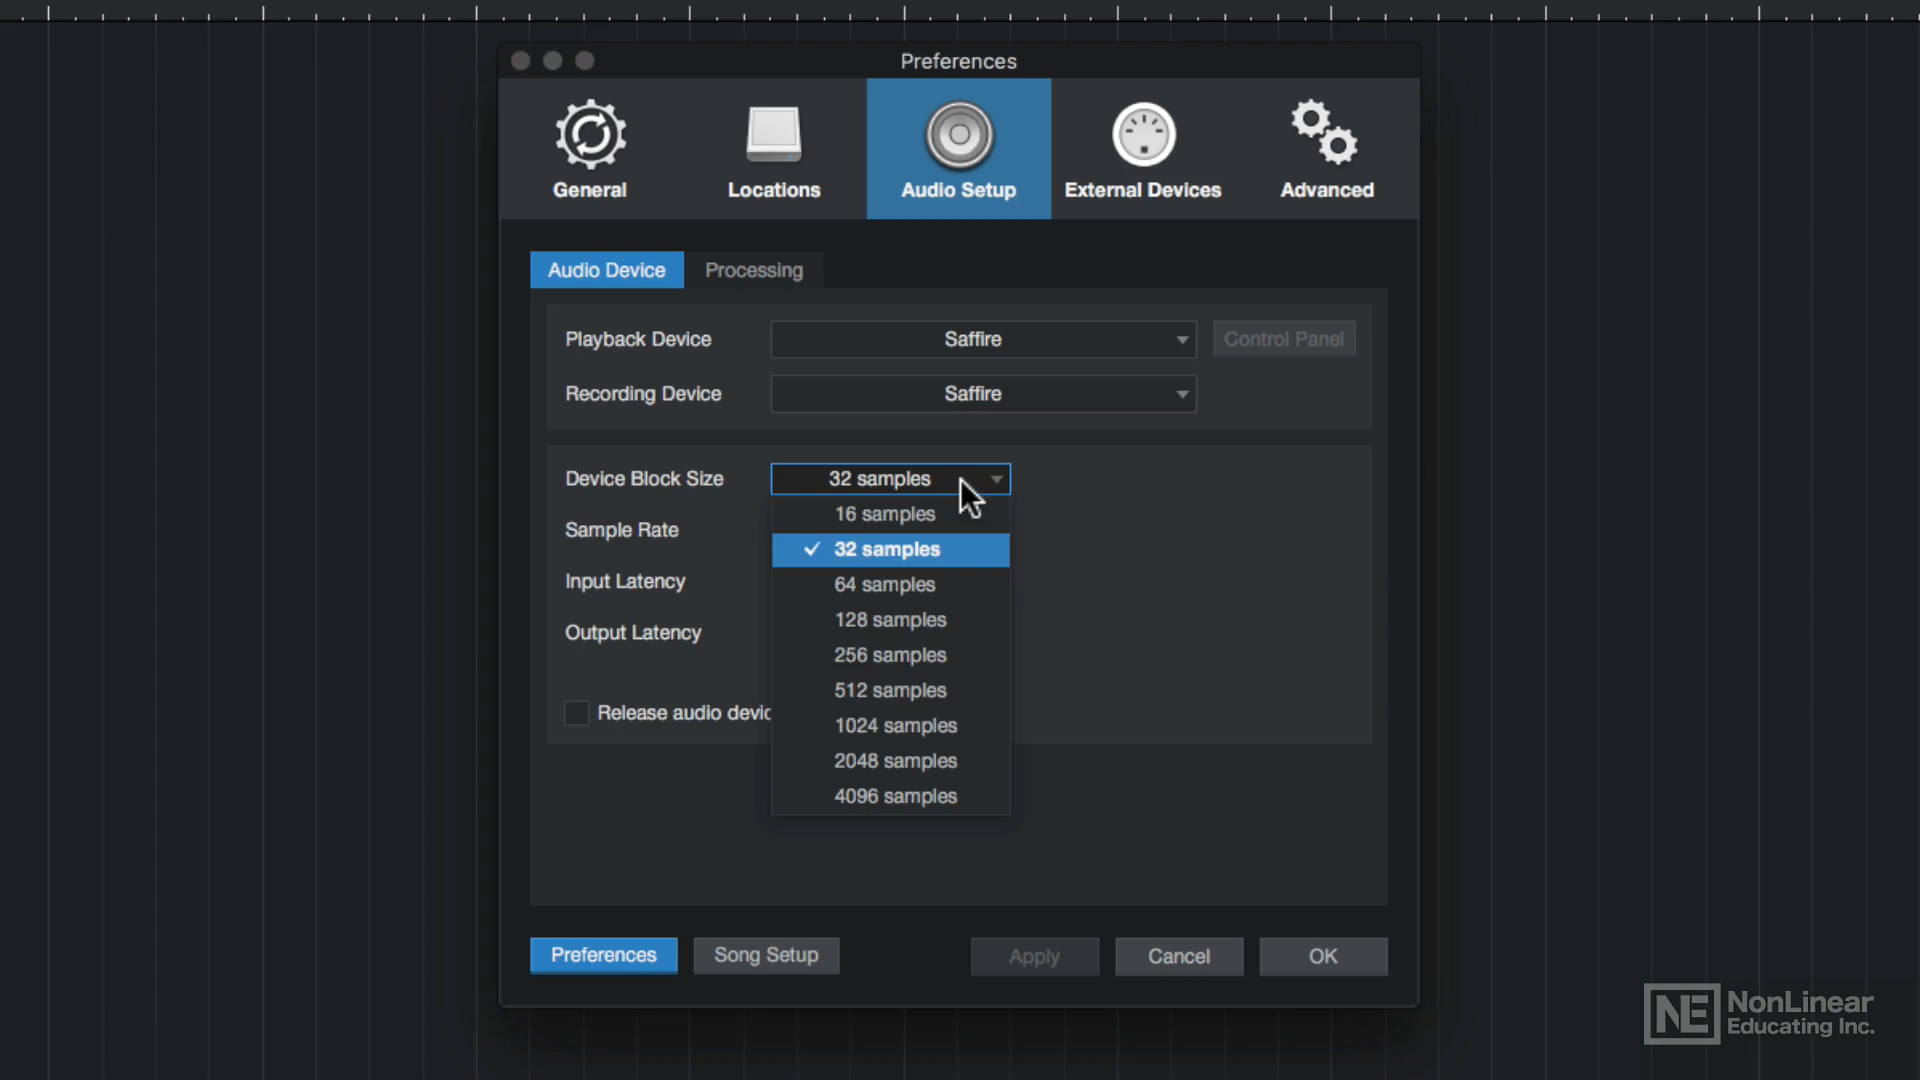 Preferences
General
Locations
Audio Setup
External Devices
Advanced
Audio Device
Processing
Playback Device
Saffire
Control Panel
Recording Device
Saffire
Device Block Size
32 samples
16 samples
Sample Rate
32 samples
Input Latency
64 samples
128 samples
Output Latency
256 samples
512 samples
Release audio devic
1024 samples
2048 samples
4096 samples
Preferences
Song Setup
Apply
Cancel
OK
NE NonLinear
Educating Inc.